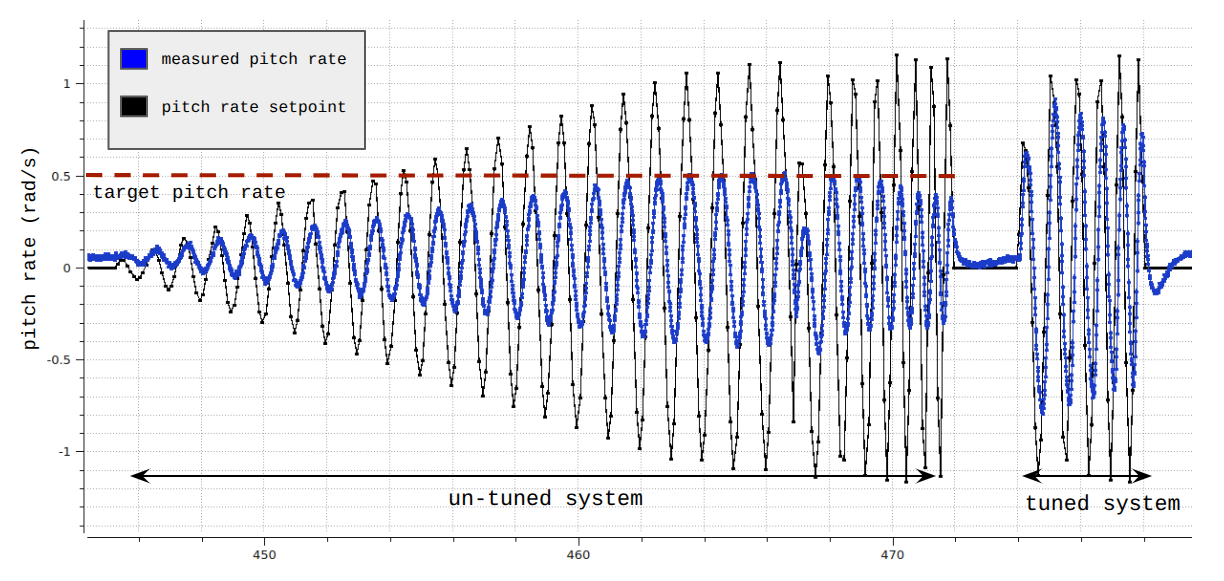 measured pitch rate
pitch rate setpoint
pitch rate (rad/s)
1
0.5
target pitch rate
0
-0.5
-1
un-tuned system
tuned system
450
460
470